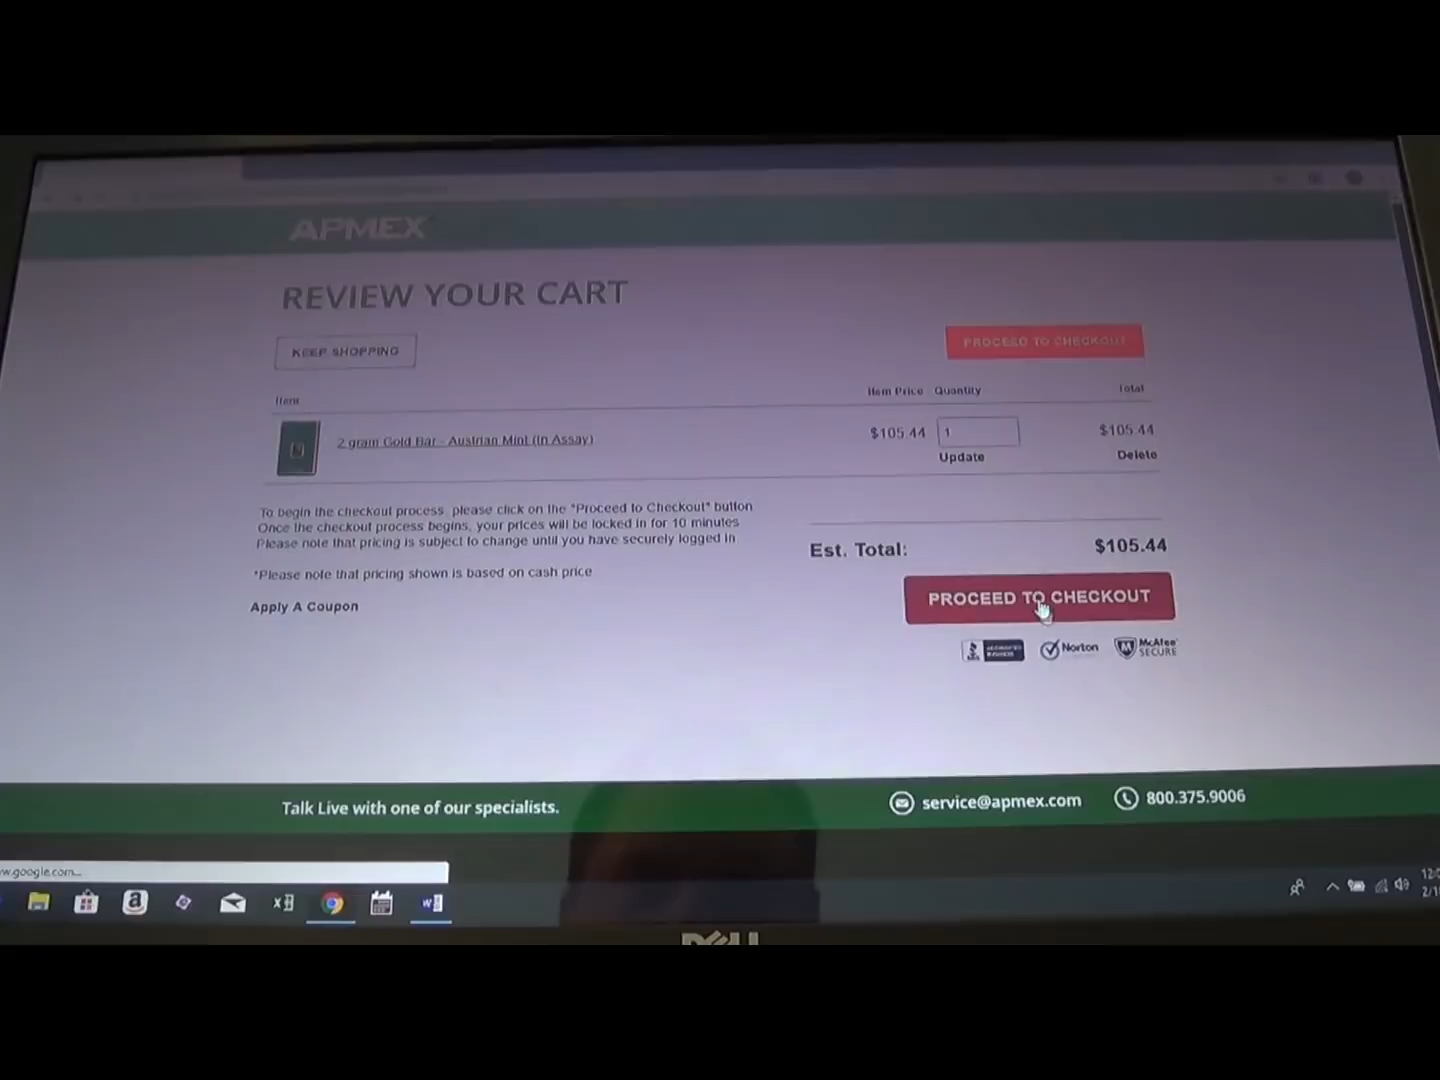 APMEX
REVIEW YOUR CART
KEEP SHOPPING
PROCEED TO CHECKOUT
Item
Item Price Quantity Total
2 gram Gold Bar - Austrian Mint (In Assay)
$105.44 1 $105.44
Update Delete
To begin the checkout process, please click on the "Proceed to Checkout" button
Once the checkout process begins, your prices will be locked in for 10 minutes
Please note that pricing is subject to change until you have securely logged in
*Please note that pricing shown is based on cash price
Apply A Coupon
Est. Total: $105.44
PROCEED TO CHECKOUT
ACCREDITED BUSINESS
Norton
McAfee SECURE
Talk Live with one of our specialists.
service@apmex.com 800.375.9006
w.google.com...
DELL